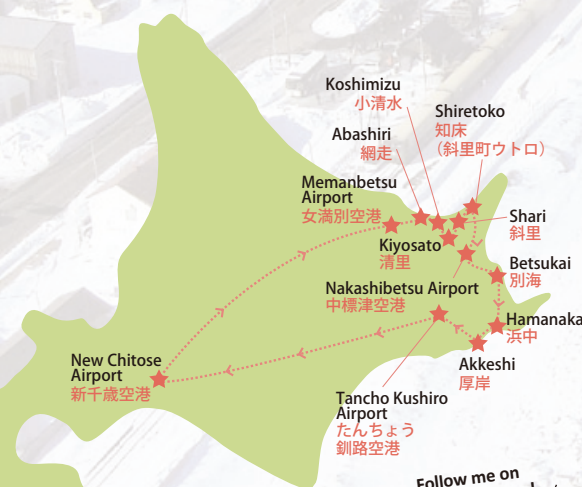 Koshimizu
小清水
Shiretoko
知床
（斜里町ウトロ）
Abashiri
網走
Memanbetsu
Airport
女満別空港
Shari
斜里
Kiyosato
清里
Betsukai
別海
Nakashibetsu Airport
中標津空港
Hamanaka
浜中
Akkeshi
厚岸
New Chitose
Airport
新千歳空港
Tancho Kushiro
Airport
たんちょう
釧路空港
Follow me on